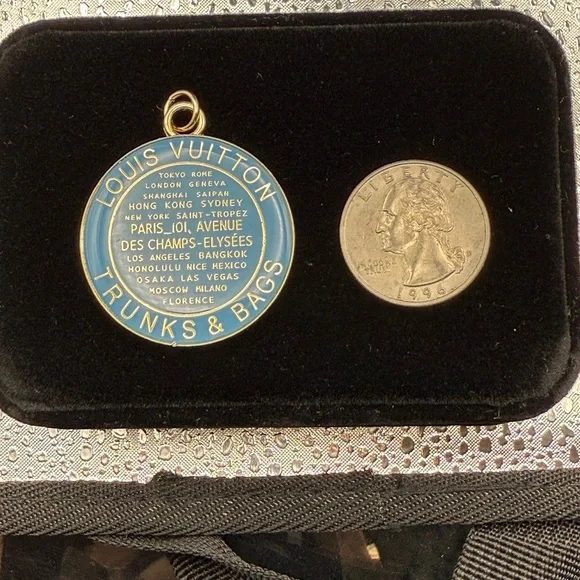 LOUIS VUITTON
TOKYO ROME
LONDON GENEVA
SHANGHAI SAIPAN
HONG KONG SYDNEY
NEW YORK SAINT-TROPEZ
PARIS_101, AVENUE
DES CHAMPS-ELYSÉES
LOS ANGELES BANGKOK
HONOLULU NICE MEXICO
OSAKA LAS VEGAS
MOSCOW MILANO
FLORENCE
TRUNKS & BAGS
LIBERTY
IN GOD WE
TRUST
1996